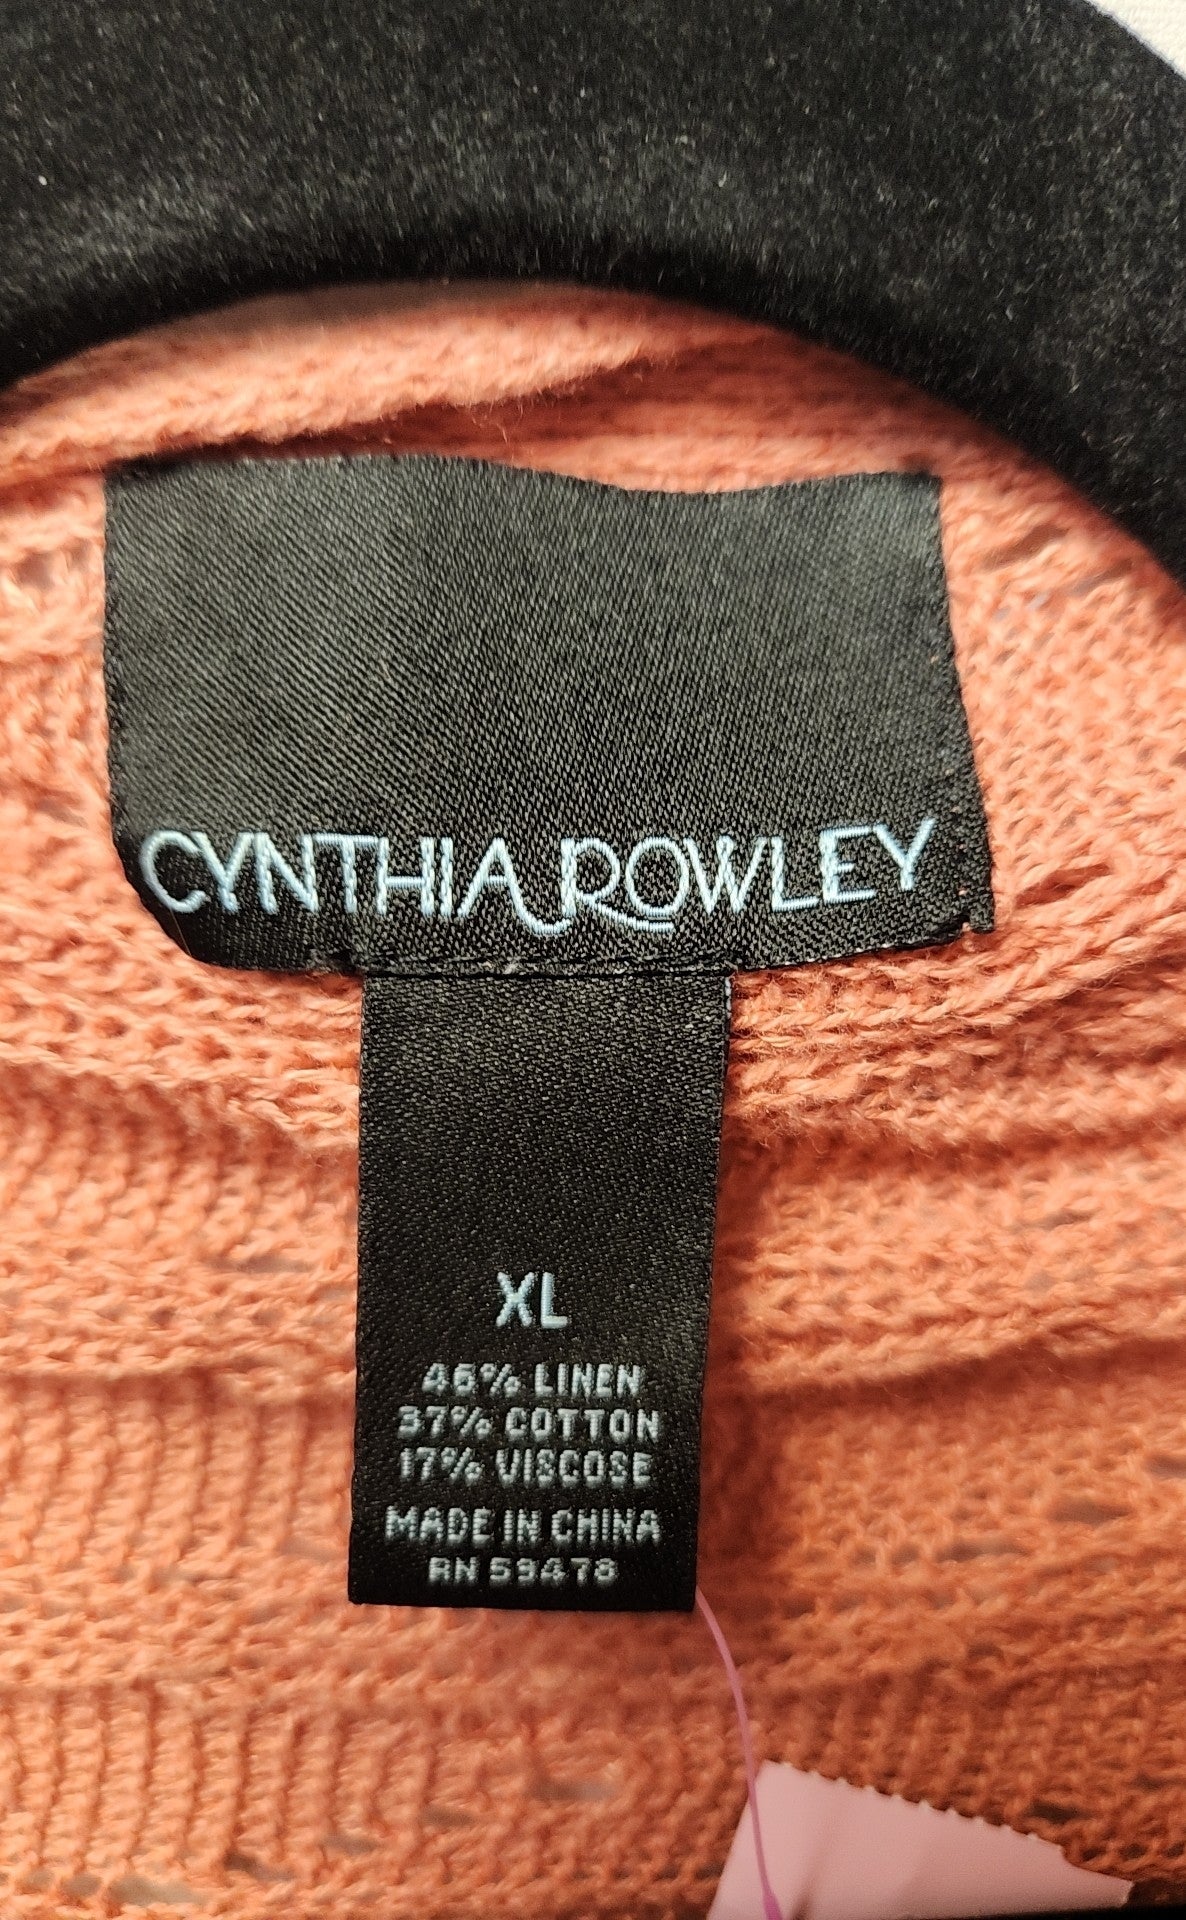 CYNTHIA ROWLEY
XL
46% LINEN
37% COTTON
17% VISCOSE
MADE IN CHINA
RN 59478